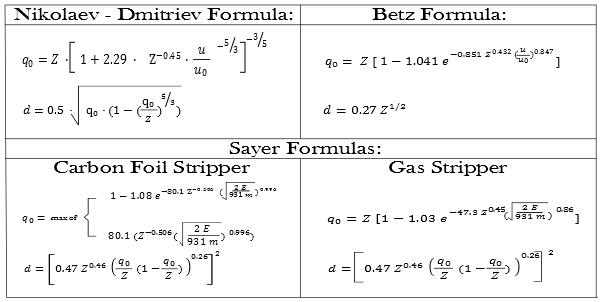 Nikolaev - Dmitriev Formula:
q₀ = Z · [ 1 + 2.29 · Z^−0.45 · u/u₀ ^−5/3 ]^−3/5
d = 0.5 · √( q₀ · (1 − (q₀/Z)^5/3) )
Betz Formula:
q₀ = Z [ 1 − 1.041 e^−0.851 Z^0.432 (u/u₀)^0.847 ]
d = 0.27 Z^1/2
Sayer Formulas:
Carbon Foil Stripper
q₀ = max of { 1 − 1.08 e^−80.1 Z^−0.506 (√(2 E / 931 m))^0.996
80.1 (Z^−0.506 (√(2 E / 931 m))^0.996)
d = [ 0.47 Z^0.46 (q₀/Z (1 − q₀/Z))^0.26 ]^2
Gas Stripper
q₀ = Z [1 − 1.03 e^−47.3 Z^0.45 (√(2 E / 931 m))^0.86 ]
d = [ 0.47 Z^0.46 (q₀/Z (1 − q₀/Z))^0.26 ]^2